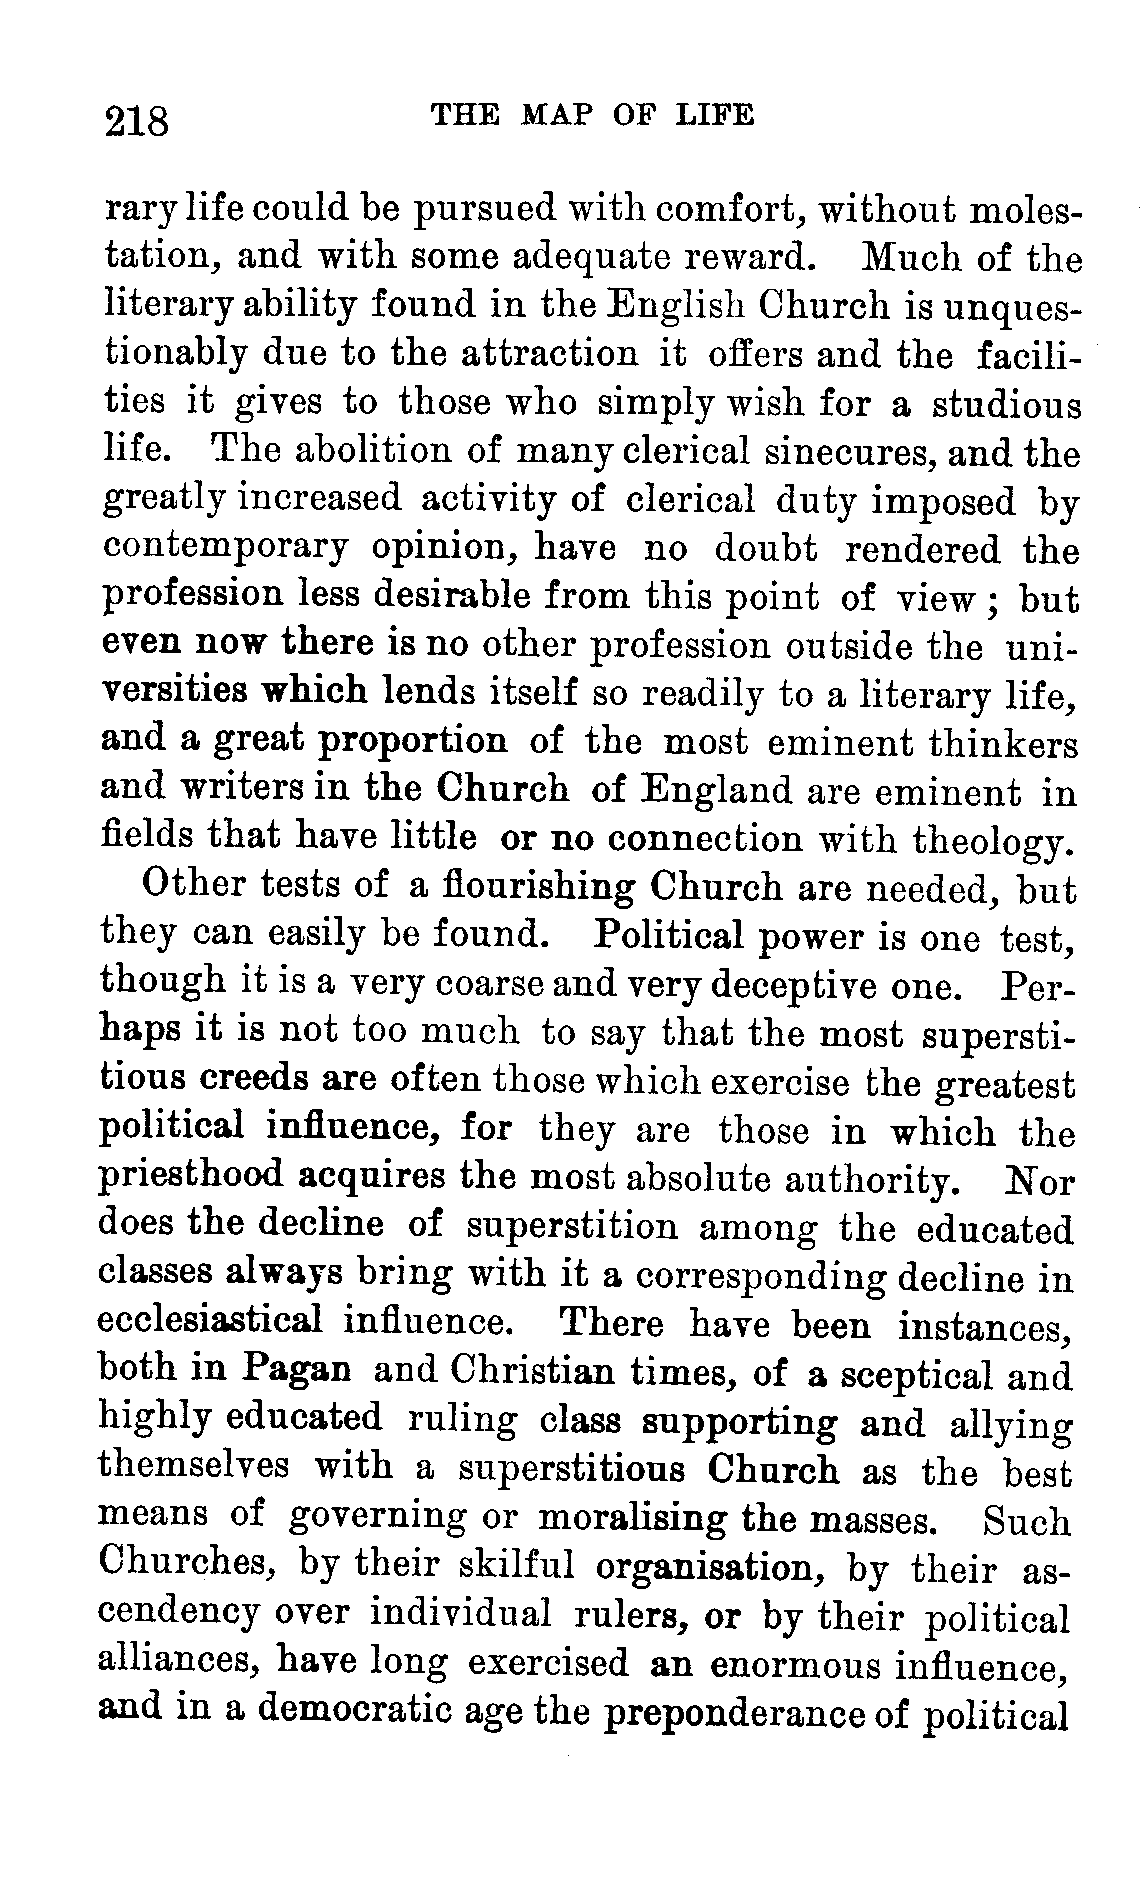 218 THE MAP OF LIFE
rary life could be pursued with comfort, without moles-
tation, and with some adequate reward. Much of the
literary ability found in the English Church is unques-
tionably due to the attraction it offers and the facili-
ties it gives to those who simply wish for a studious
life. The abolition of many clerical sinecures, and the
greatly increased activity of clerical duty imposed by
contemporary opinion, have no doubt rendered the
profession less desirable from this point of view ; but
even now there is no other profession outside the uni-
versities which lends itself so readily to a literary life,
and a great proportion of the most eminent thinkers
and writers in the Church of England are eminent in
fields that have little or no connection with theology.
Other tests of a flourishing Church are needed, but
they can easily be found. Political power is one test,
though it is a very coarse and very deceptive one. Per-
haps it is not too much to say that the most supersti-
tious creeds are often those which exercise the greatest
political influence, for they are those in which the
priesthood acquires the most absolute authority. Nor
does the decline of superstition among the educated
classes always bring with it a corresponding decline in
ecclesiastical influence. There have been instances,
both in Pagan and Christian times, of a sceptical and
highly educated ruling class supporting and allying
themselves with a superstitious Church as the best
means of governing or moralising the masses. Such
Churches, by their skilful organisation, by their as-
cendency over individual rulers, or by their political
alliances, have long exercised an enormous influence,
and in a democratic age the preponderance of political